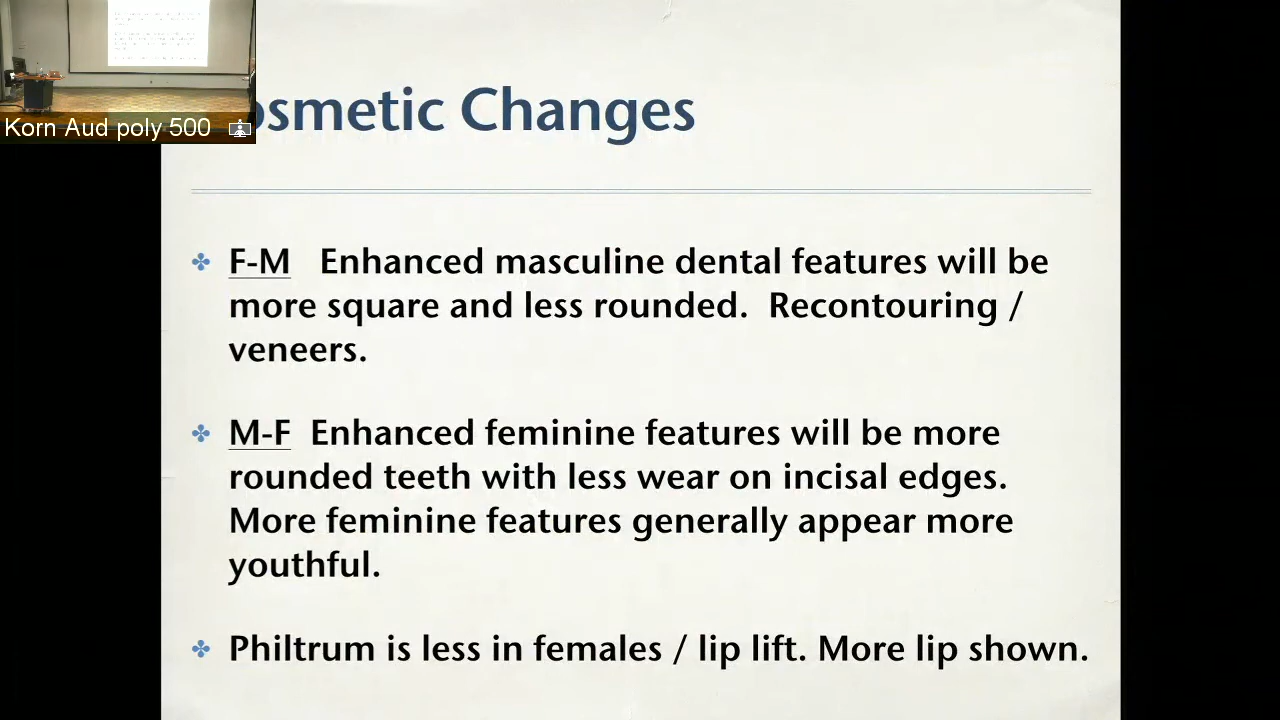 Korn Aud poly 500
osmetic Changes
F-M Enhanced masculine dental features will be
more square and less rounded. Recontouring /
veneers.
M-F Enhanced feminine features will be more
rounded teeth with less wear on incisal edges.
More feminine features generally appear more
youthful.
Philtrum is less in females / lip lift. More lip shown.